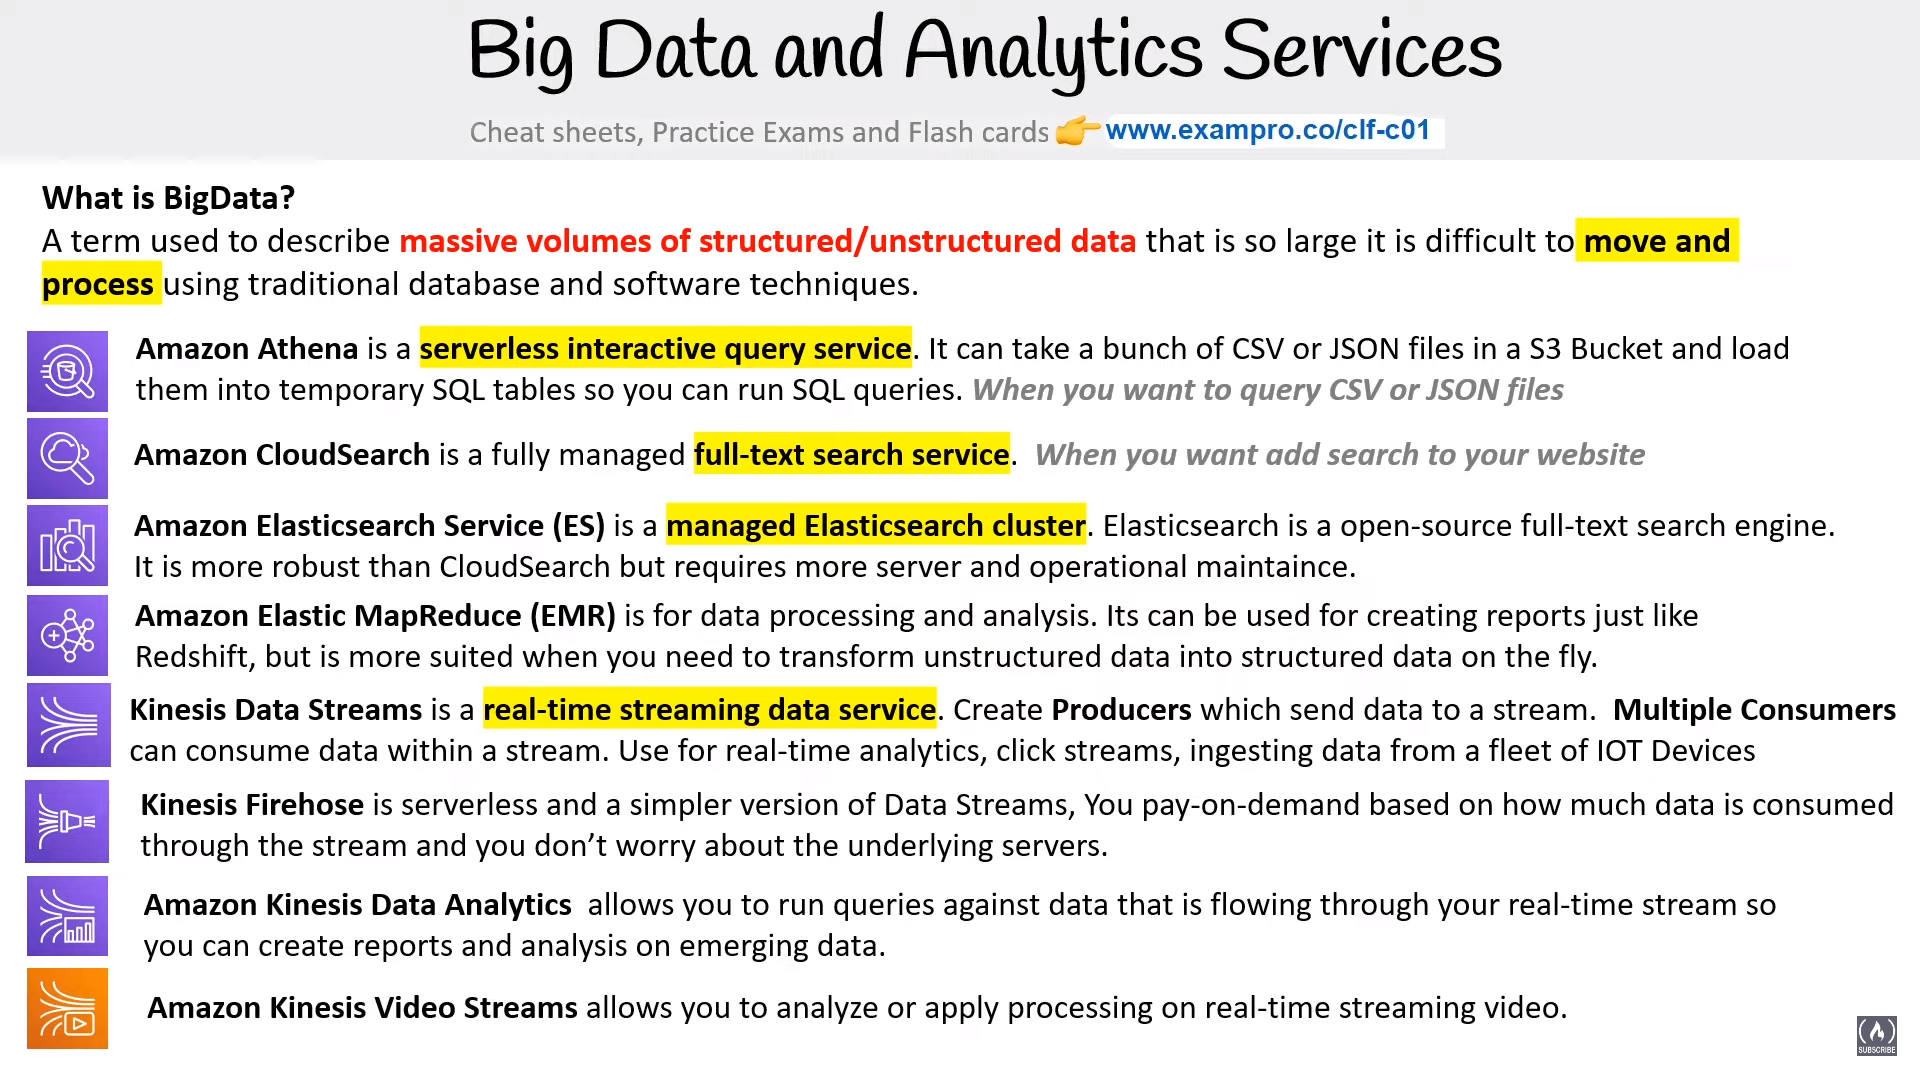 Big Data and Analytics Services
Cheat sheets, Practice Exams and Flash cards 👉 www.exampro.co/clf-c01
What is BigData?
A term used to describe massive volumes of structured/unstructured data that is so large it is difficult to move and
process using traditional database and software techniques.
Amazon Athena is a serverless interactive query service. It can take a bunch of CSV or JSON files in a S3 Bucket and load
them into temporary SQL tables so you can run SQL queries. When you want to query CSV or JSON files
Amazon CloudSearch is a fully managed full-text search service. When you want add search to your website
Amazon Elasticsearch Service (ES) is a managed Elasticsearch cluster. Elasticsearch is a open-source full-text search engine.
It is more robust than CloudSearch but requires more server and operational maintaince.
Amazon Elastic MapReduce (EMR) is for data processing and analysis. Its can be used for creating reports just like
Redshift, but is more suited when you need to transform unstructured data into structured data on the fly.
Kinesis Data Streams is a real-time streaming data service. Create Producers which send data to a stream. Multiple Consumers
can consume data within a stream. Use for real-time analytics, click streams, ingesting data from a fleet of IOT Devices
Kinesis Firehose is serverless and a simpler version of Data Streams, You pay-on-demand based on how much data is consumed
through the stream and you don’t worry about the underlying servers.
Amazon Kinesis Data Analytics allows you to run queries against data that is flowing through your real-time stream so
you can create reports and analysis on emerging data.
Amazon Kinesis Video Streams allows you to analyze or apply processing on real-time streaming video.
SUBSCRIBE